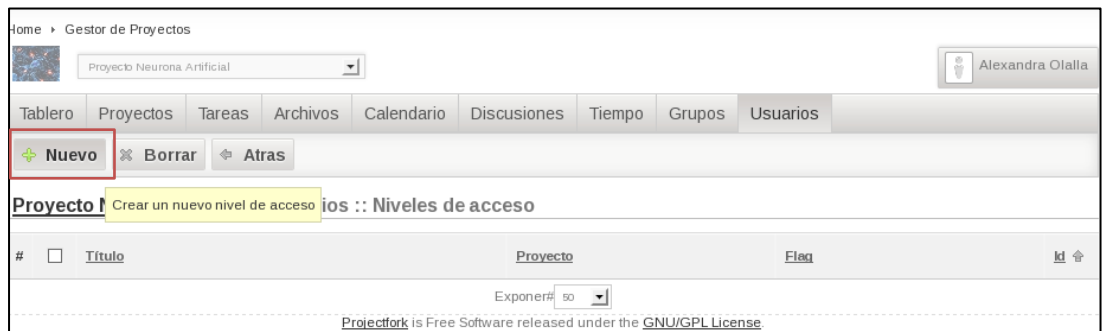 Home › Gestor de Proyectos
Proyecto Neurona Artificial
Alexandra Olalla
Tablero Proyectos Tareas Archivos Calendario Discusiones Tiempo Grupos Usuarios
Nuevo Borrar Atras
Proyecto Crear un nuevo nivel de acceso ios :: Niveles de acceso
# Título Proyecto Flag Id
Exponer# 50
Projectfork is Free Software released under the GNU/GPL License.